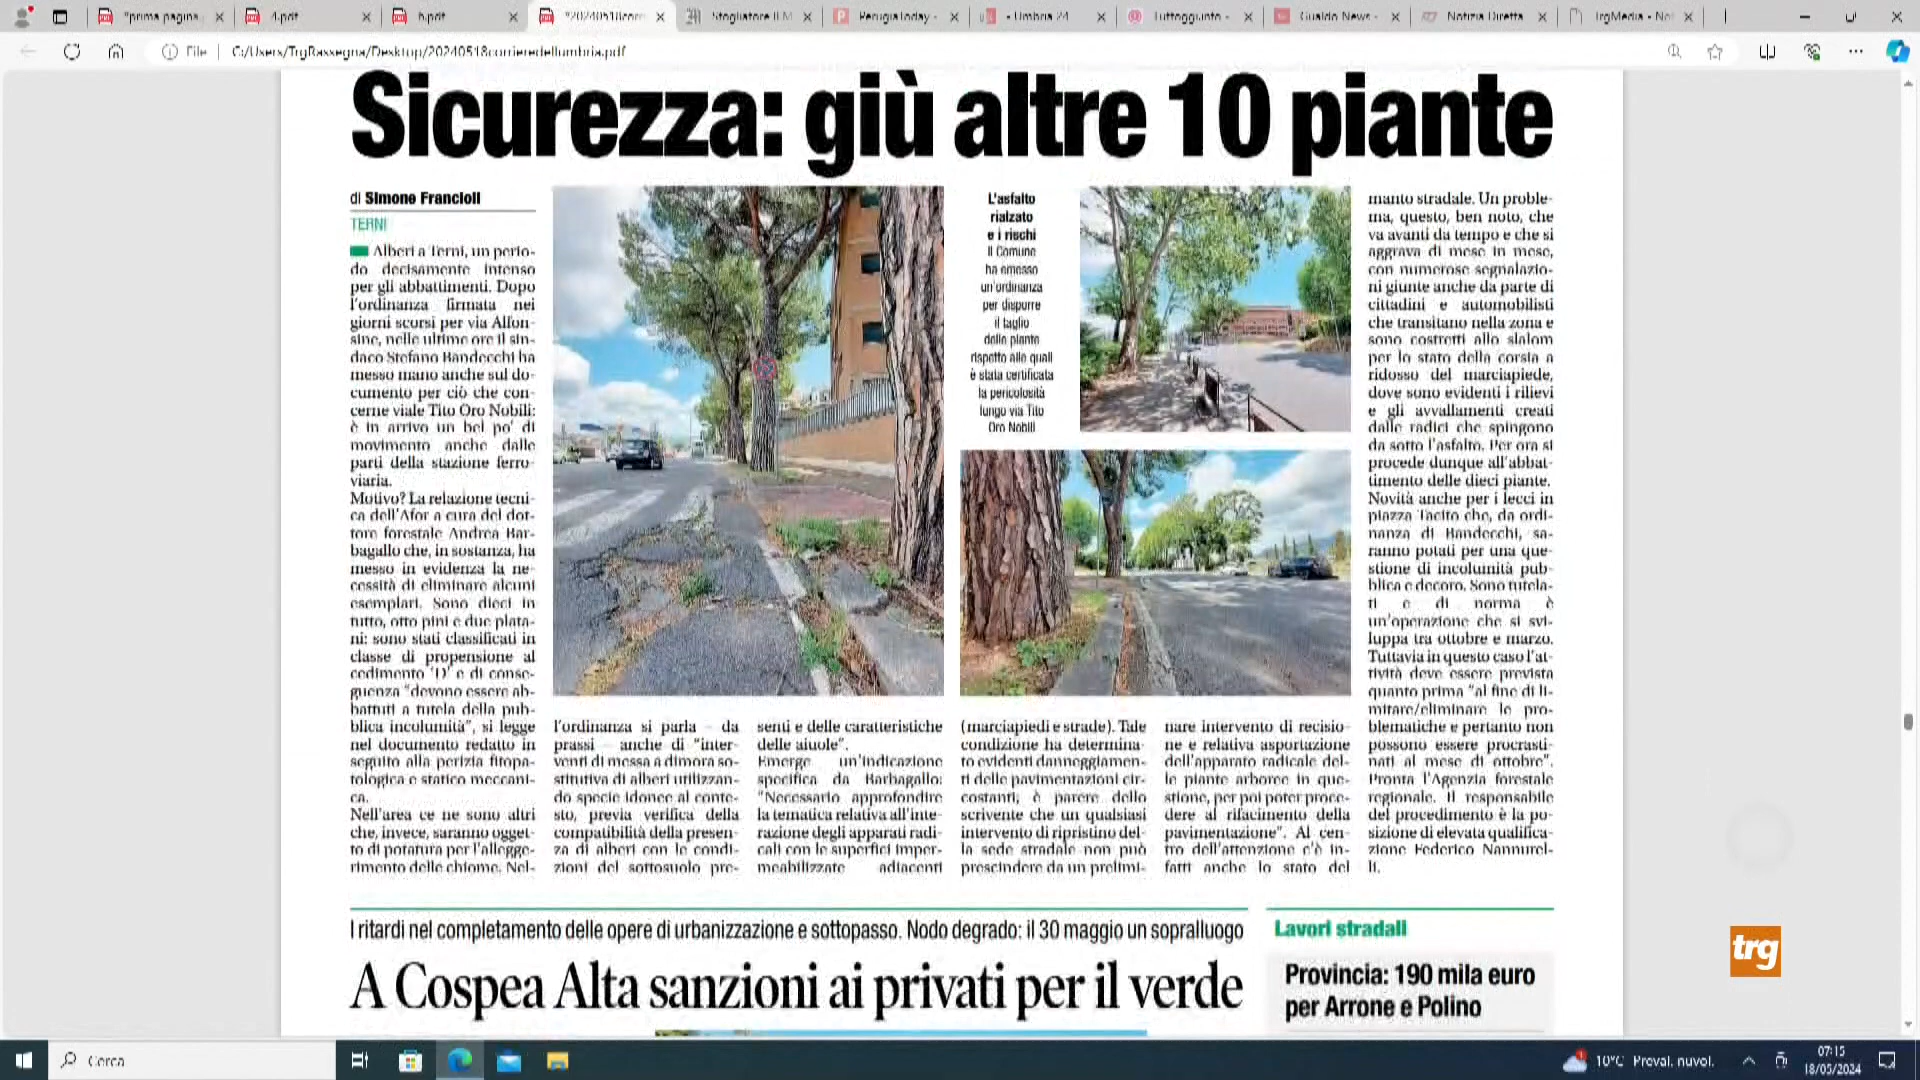 "prima pagina
4.pdf
6.pdf
*20240518corri
Sfogliatore Il M
PerugiaToday -
- Umbria 24
Tuttoggiunto -
Gualdo News -
Notizia Diretta
TrgMedia - Not
File
C:/Users/TrgRassegna/Desktop/20240518corrieredellumbria.pdf
Sicurezza: giù altre 10 piante
di Simone Francioli
TERNI
Alberi a Terni, un perio-
do decisamente intenso
per gli abbattimenti. Dopo
l'ordinanza firmata nei
giorni scorsi per via Alfon-
sine, nelle ultime ore il sin-
daco Stefano Bandecchi ha
messo mano anche sul do-
cumento per ciò che con-
cerne viale Tito Oro Nobili:
è in arrivo un bel po' di
movimento anche dalle
parti della stazione ferro-
viaria.
Motivo? La relazione tecni-
ca dell'Afor a cura del dot-
tore forestale Andrea Bar-
bagallo che, in sostanza, ha
messo in evidenza la ne-
cessità di eliminare alcuni
esemplari. Sono dieci in
tutto, otto pini e due plata-
ni: sono stati classificati in
classe di propensione al
cedimento 'D' e di conse-
guenza "devono essere ab-
battuti a tutela della pub-
blica incolumità", si legge
nel documento redatto in
seguito alla perizia fitopa-
tologica e statico meccani-
ca.
Nell'area ce ne sono altri
che, invece, saranno ogget-
to di potatura per l'allegge-
rimento delle chiome. Nel-
l'ordinanza si parla - da
prassi - anche di "inter-
venti di messa a dimora so-
stitutiva di alberi utilizzan-
do specie idonee al conte-
sto, previa verifica della
compatibilità della presen-
za di alberi con le condi-
zioni del sottosuolo pre-
senti e delle caratteristiche
delle aiuole".
Emerge un'indicazione
specifica da Barbagallo:
"Necessario approfondire
la tematica relativa all'inte-
razione degli apparati radi-
cali con le superfici imper-
meabilizzate adiacenti
(marciapiedi e strade). Tale
condizione ha determina-
to evidenti danneggiamen-
ti delle pavimentazioni cir-
costanti; è parere dello
scrivente che un qualsiasi
intervento di ripristino del-
la sede stradale non può
prescindere da un prelimi-
nare intervento di recisio-
ne e relativa asportazione
dell'apparato radicale del-
le piante arboree in que-
stione, per poi poter proce-
dere al rifacimento della
pavimentazione". Al cen-
tro dell'attenzione c'è in-
fatti anche lo stato del
manto stradale. Un proble-
ma, questo, ben noto, che
va avanti da tempo e che si
aggrava di mese in mese,
con numerose segnalazio-
ni giunte anche da parte di
cittadini e automobilisti
che transitano nella zona e
sono costretti allo slalom
per lo stato della corsia a
ridosso del marciapiede,
dove sono evidenti i rilievi
e gli avvallamenti creati
dalle radici che spingono
da sotto l'asfalto. Per ora si
procede dunque all'abbat-
timento delle dieci piante.
Novità anche per i lecci in
piazza Tacito che, da ordi-
nanza di Bandecchi, sa-
ranno potati per una que-
stione di incolumità pub-
blica e decoro. Sono tutela-
ti e di norma è
un'operazione che si svi-
luppa tra ottobre e marzo.
Tuttavia in questo caso l'at-
tività deve essere prevista
quanto prima "al fine di li-
mitare/eliminare le pro-
blematiche e pertanto non
possono essere procrasti-
nati al mese di ottobre".
Pronta l'Agenzia forestale
regionale. Il responsabile
del procedimento è la po-
sizione di elevata qualifica-
zione Federico Nannurel-
li.
L'asfalto
rialzato
e i rischi
Il Comune
ha emesso
un'ordinanza
per disporre
il taglio
delle piante
rispetto alle quali
è stata certificata
la pericolosità
lungo via Tito
Oro Nobili
I ritardi nel completamento delle opere di urbanizzazione e sottopasso. Nodo degrado: il 30 maggio un sopralluogo
A Cospea Alta sanzioni ai privati per il verde
Lavori stradali
Provincia: 190 mila euro
per Arrone e Polino
trg
Cerca
10°C Preval. nuvol.
07:15
18/05/2024